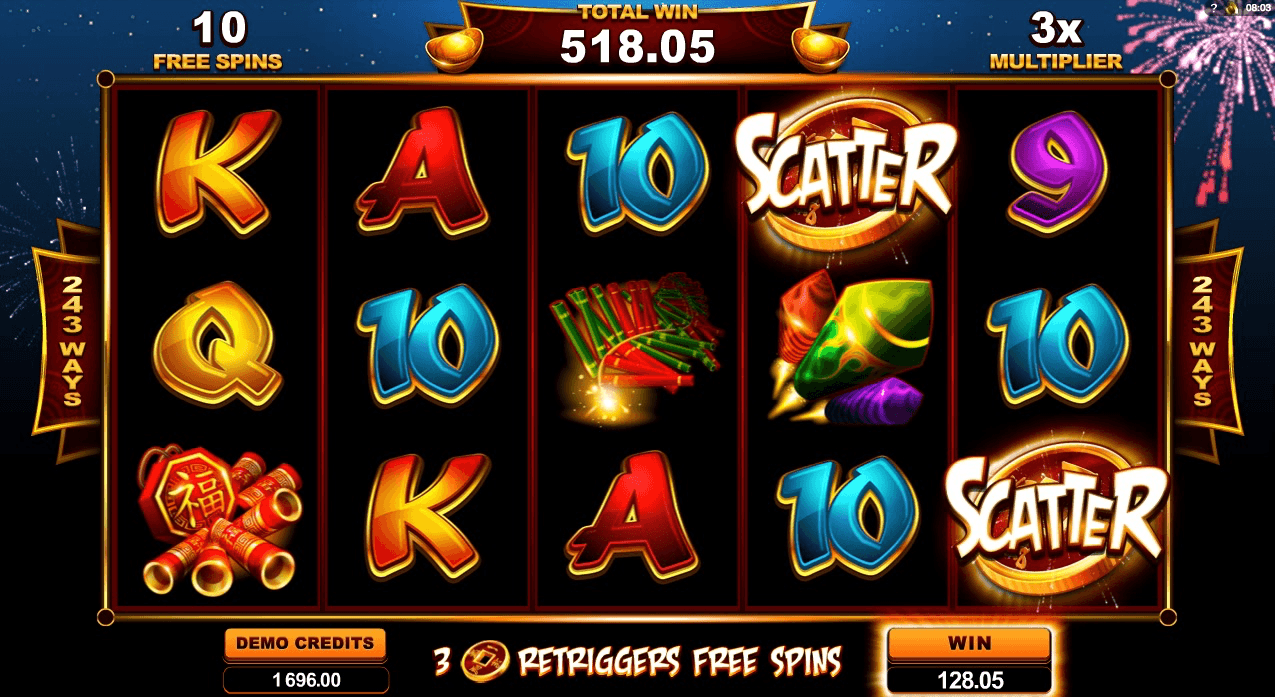 10
FREE SPINS
TOTAL WIN
518.05
3x
MULTIPLIER
? 08:03
K A 10 SCATTER 9
243 WAYS
Q 10 10
243 WAYS
福
K A 10 SCATTER
DEMO CREDITS
1 696.00
3 RETRIGGERS FREE SPINS
WIN
128.05